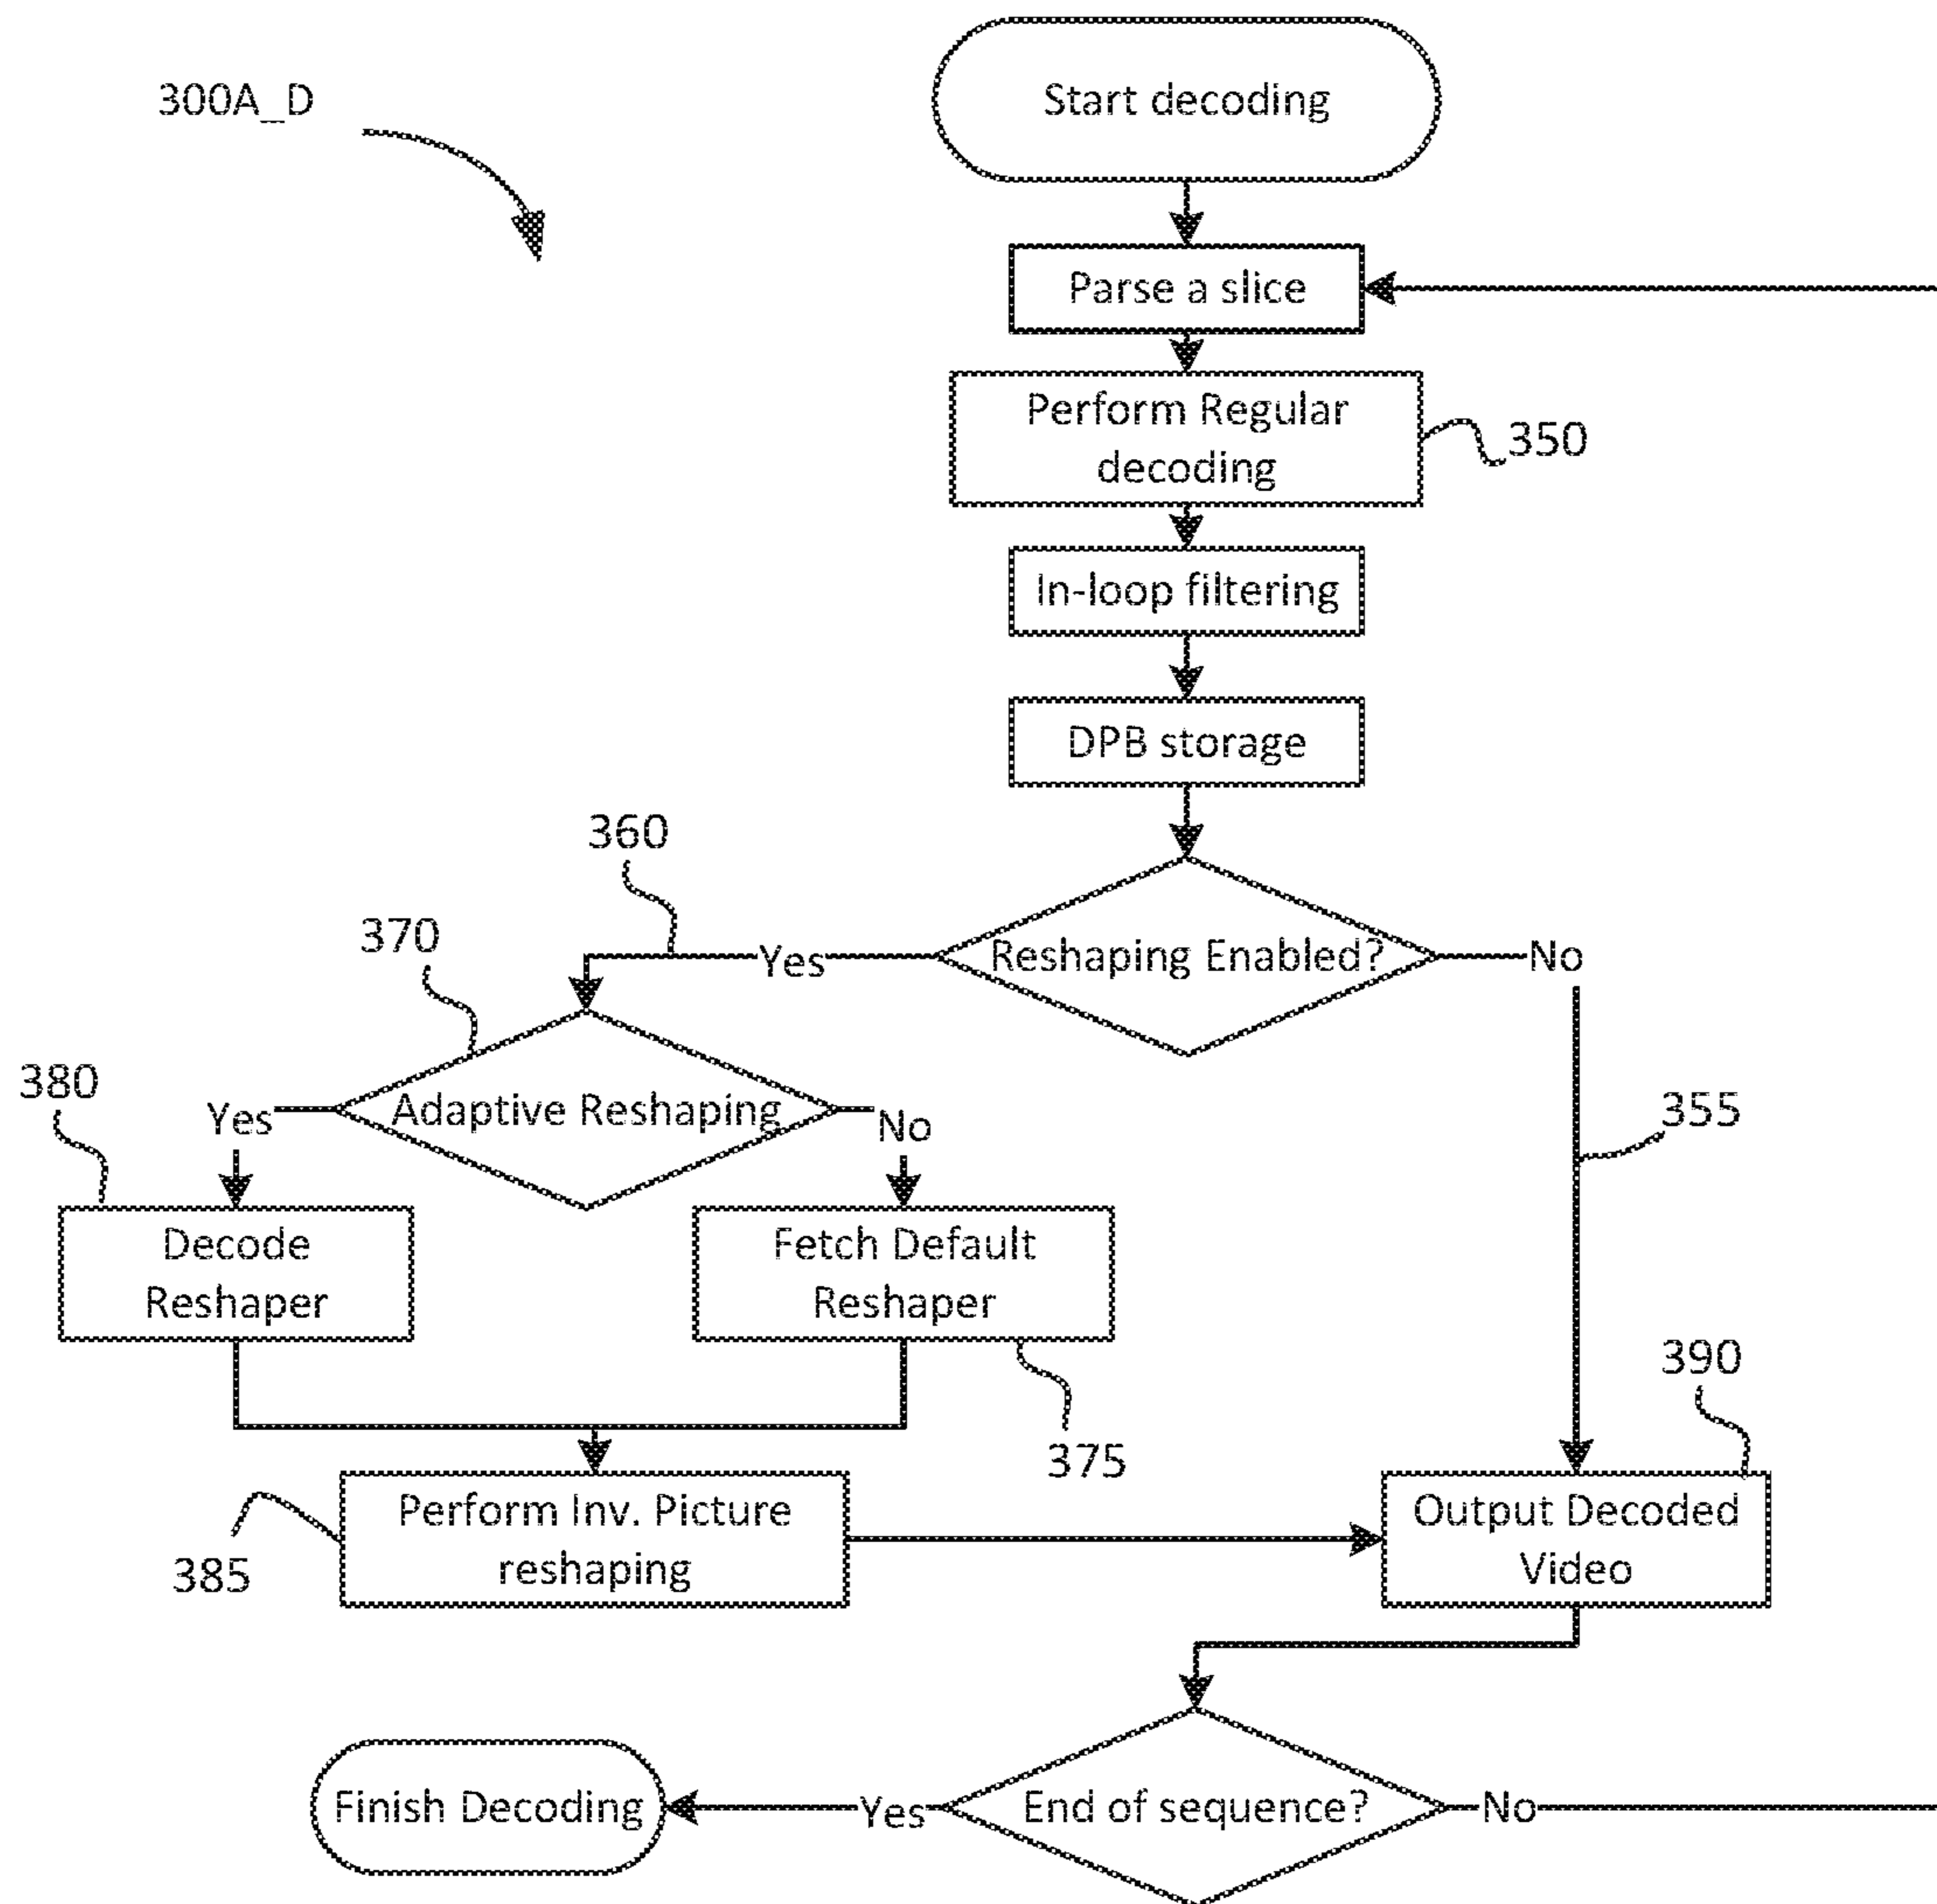 300A_D
Start decoding
Parse a slice
Perform Regular
decoding
350
In-loop filtering
DPB storage
360
370
Yes
Reshaping Enabled?
No
380
Yes
Adaptive Reshaping
No
355
Decode
Reshaper
Fetch Default
Reshaper
390
375
Perform Inv. Picture
reshaping
Output Decoded
Video
385
Finish Decoding
Yes
End of sequence?
No